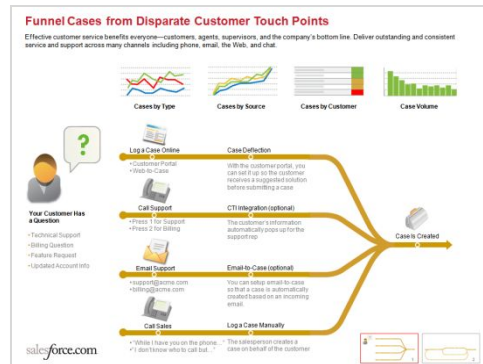 Funnel Cases from Disparate Customer Touch Points
Effective customer service benefits everyone—customers, agents, supervisors, and the company's bottom line. Deliver outstanding and consistent
service and support across many channels including phone, email, the Web, and chat.
Cases by Type
Cases by Source
Cases by Customer
Case Volume
?
Your Customer Has
a Question
• Technical Support
• Billing Question
• Feature Request
• Updated Account Info
Log a Case Online
• Customer Portal
• Web-to-Case
Case Deflection
With the customer portal, you
can set it up so the customer
receives a suggested solution
before submitting a case
Call Support
• Press 1 for Support
• Press 2 for Billing
CTI Integration (optional)
The customer's information
automatically pops up for the
support rep
Email Support
• support@acme.com
• billing@acme.com
Email-to-Case (optional)
You can setup email-to-case
so that a case is automatically
created based on an incoming
email.
Call Sales
• "While I have you on the phone..."
• "I don't know who to call but..."
Log a Case Manually
The salesperson creates a
case on behalf of the customer
Case Is Created
salesforce.com
1
2